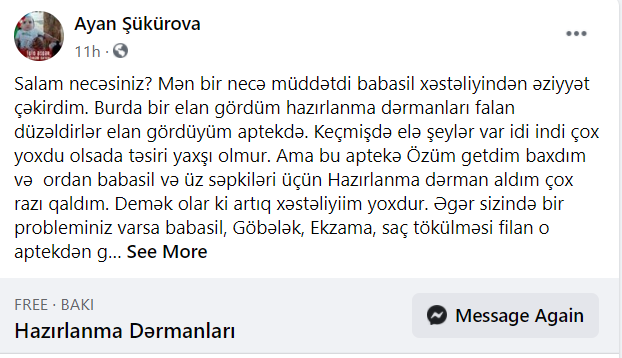 Ayan Şükürova
11h ·
Salam necəsiniz? Mən bir necə müddətdi babasil xəstəliyindən əziyyət
çəkirdim. Burda bir elan gördüm hazırlanma dərmanları falan
düzəldirlər elan gördüyüm aptekdə. Keçmişdə elə şeylər var idi indi çox
yoxdu olsada təsiri yaxşı olmur. Ama bu aptekə Özüm getdim baxdım
və ordan babasil və üz səpkiləri üçün Hazırlanma dərman aldım çox
razı qaldım. Demək olar ki artıq xəstəliyiim yoxdur. Əgər sizində bir
probleminiz varsa babasil, Göbələk, Ekzama, saç tökülməsi filan o
aptekdən g... See More
FREE · BAKI
Hazırlanma Dərmanları
Message Again